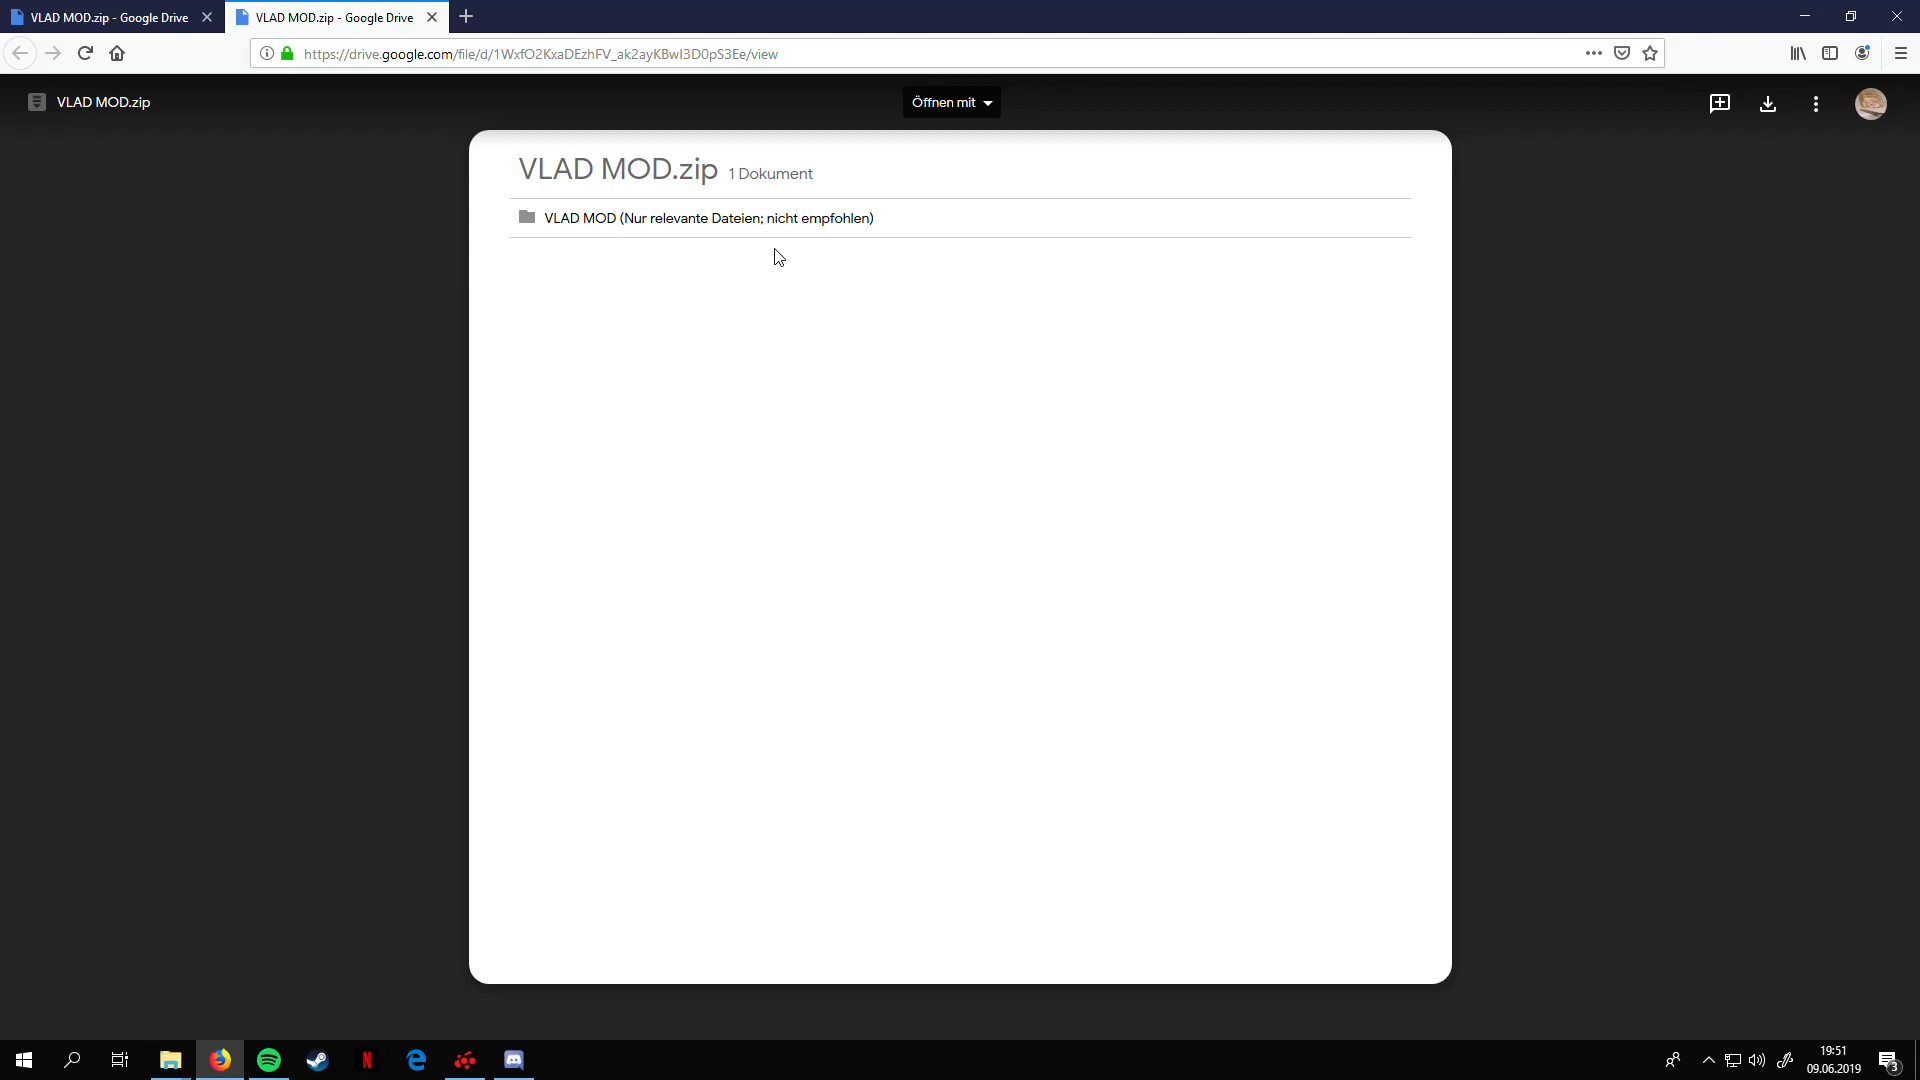 VLAD MOD.zip - Google Drive
VLAD MOD.zip - Google Drive
https://drive.google.com/file/d/1WxfO2KxaDEzhFV_ak2ayKBwI3D0pS3Ee/view
VLAD MOD.zip
Öffnen mit
VLAD MOD.zip 1 Dokument
VLAD MOD (Nur relevante Dateien; nicht empfohlen)
19:51
09.06.2019
3